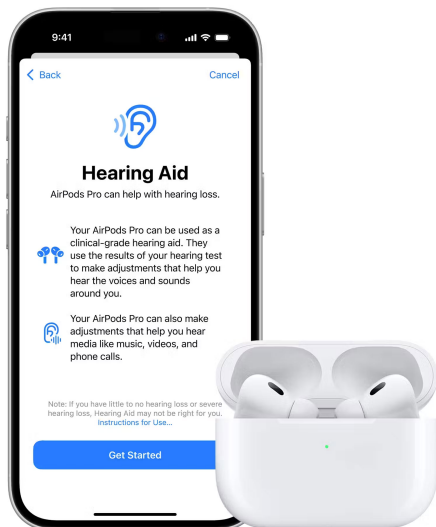 9:41
Back
Cancel
Hearing Aid
AirPods Pro can help with hearing loss.
Your AirPods Pro can be used as a
clinical-grade hearing aid. They
use the results of your hearing test
to make adjustments that help you
hear the voices and sounds
around you.
Your AirPods Pro can also make
adjustments that help you hear
media like music, videos, and
phone calls.
Note: If you have little to no hearing loss or severe
hearing loss, Hearing Aid may not be right for you.
Instructions for Use...
Get Started